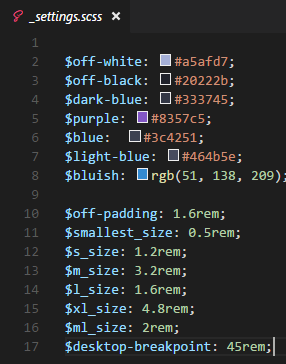 _settings.scss ×
1
2 $off-white: #a5afd7;
3 $off-black: #20222b;
4 $dark-blue: #333745;
5 $purple: #8357c5;
6 $blue: #3c4251;
7 $light-blue: #464b5e;
8 $bluish: rgb(51, 138, 209);
9
10 $off-padding: 1.6rem;
11 $smallest_size: 0.5rem;
12 $s_size: 1.2rem;
13 $m_size: 3.2rem;
14 $l_size: 1.6rem;
15 $xl_size: 4.8rem;
16 $ml_size: 2rem;
17 $desktop-breakpoint: 45rem;